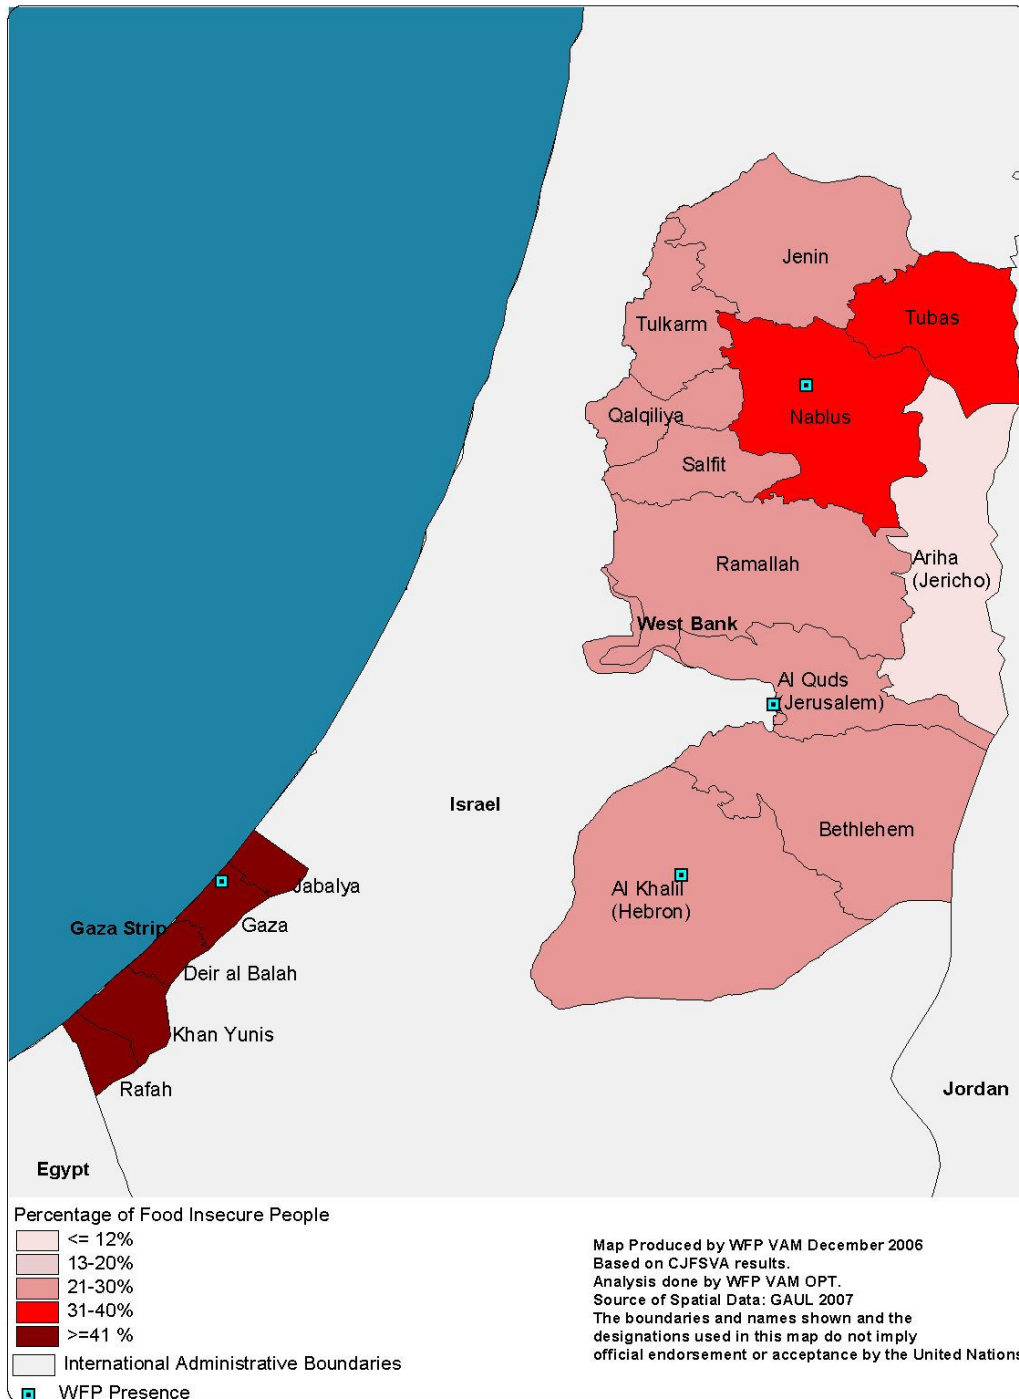 Jenin
Tubas
Tulkarm
Nablus
Qalqiliya
Salfit
Ramallah
Ariha
(Jericho)
West Bank
Al Quds
(Jerusalem)
Israel
Bethlehem
Al Khalil
(Hebron)
Jabalya
Gaza
Gaza Strip
Deir al Balah
Khan Yunis
Rafah
Jordan
Egypt
Percentage of Food Insecure People
<= 12%
13-20%
21-30%
31-40%
>=41 %
International Administrative Boundaries
WFP Presence
Map Produced by WFP VAM December 2006
Based on CJFSVA results.
Analysis done by WFP VAM OPT.
Source of Spatial Data: GAUL 2007
The boundaries and names shown and the
designations used in this map do not imply
official endorsement or acceptance by the United Nations